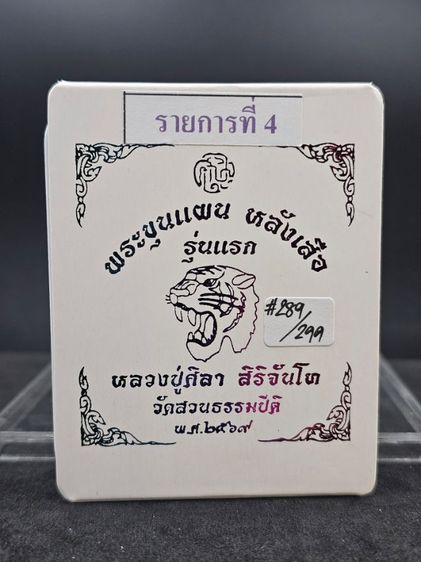 รายการที่ 4
พระขุนแผน หลังเสือ
รุ่นแรก
#289
/299
หลวงปู่ศิลา สิริจันโท
วัดสวนธรรมปีติ
พ.ศ.๒๕๖๙